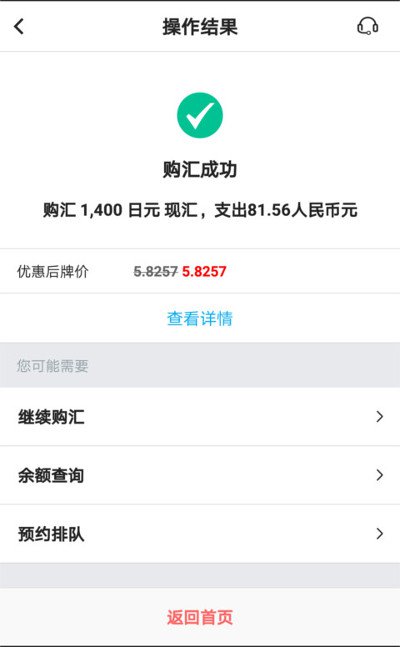 操作结果
购汇成功
购汇 1,400 日元 现汇，支出81.56人民币元
优惠后牌价 5.8257 5.8257
查看详情
您可能需要
继续购汇
余额查询
预约排队
返回首页